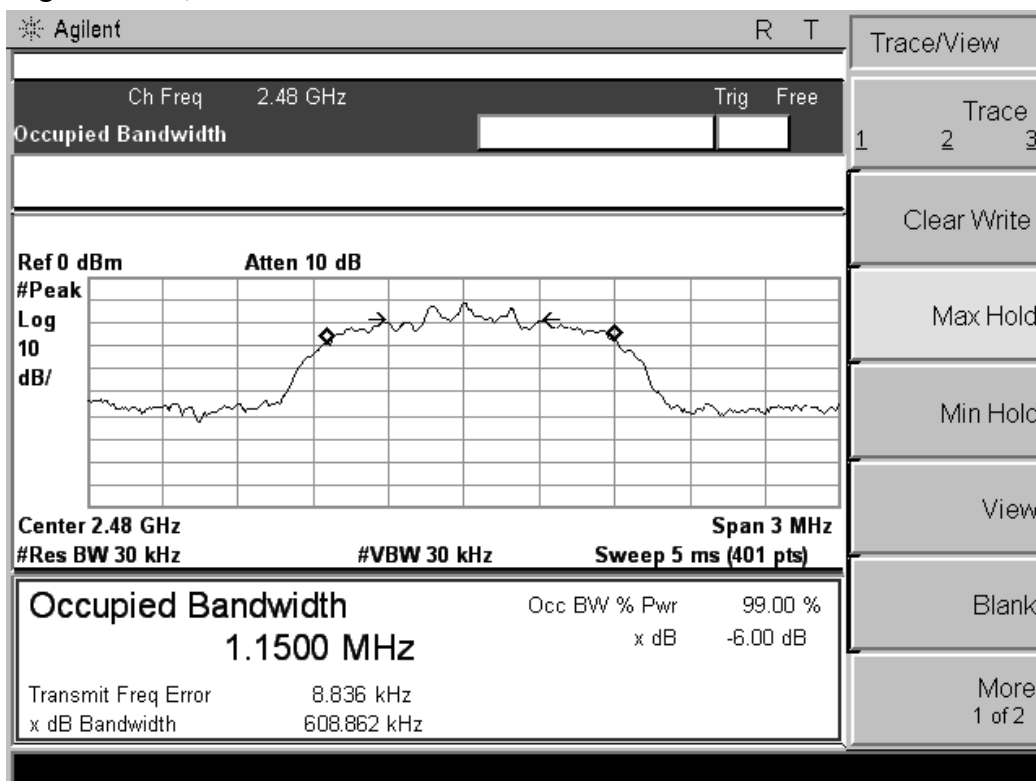 Agilent R T
Trace/View
Ch Freq 2.48 GHz Trig Free
Occupied Bandwidth
Trace
1 2 3
Clear Write
Ref 0 dBm Atten 10 dB
#Peak
Log
10
dB/
Max Hold
Min Hold
Center 2.48 GHz Span 3 MHz
#Res BW 30 kHz #VBW 30 kHz Sweep 5 ms (401 pts)
View
Occupied Bandwidth Occ BW % Pwr 99.00 %
1.1500 MHz x dB -6.00 dB
Blank
Transmit Freq Error 8.836 kHz
x dB Bandwidth 608.862 kHz
More
1 of 2